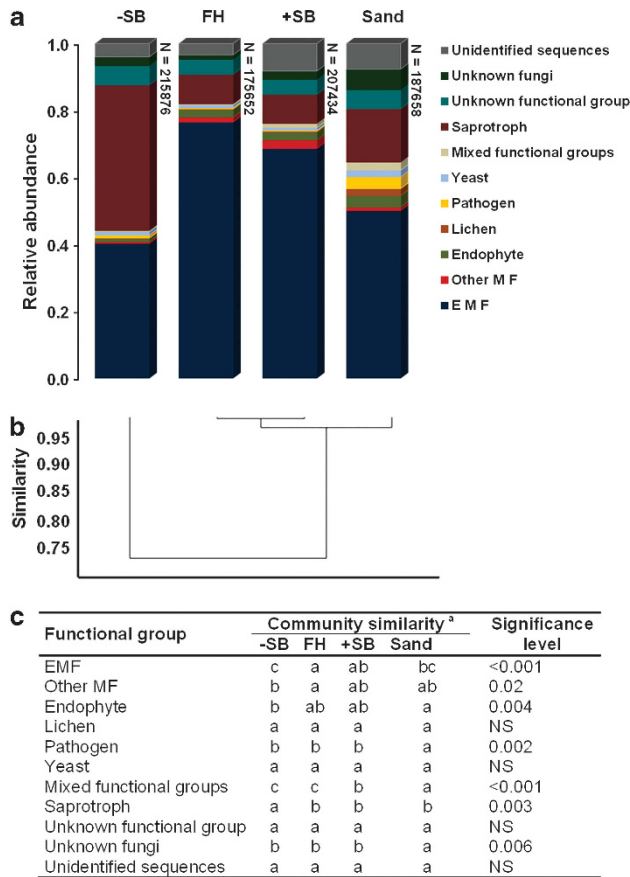 a
-SB FH +SB Sand
1.0
0.8
0.6
0.4
0.2
0.0
Relative abundance
N = 215876
N = 175652
N = 207434
N = 187658
Unidentified sequences
Unknown fungi
Unknown functional group
Saprotroph
Mixed functional groups
Yeast
Pathogen
Lichen
Endophyte
Other M F
E M F
b
Similarity
0.95
0.90
0.85
0.80
0.75
c
Functional group Community similarity a Significance level
-SB FH +SB Sand
EMF c a ab bc <0.001
Other MF b a ab ab 0.02
Endophyte b ab ab a 0.004
Lichen a a a a NS
Pathogen b b b a 0.002
Yeast a a a a NS
Mixed functional groups c c b a <0.001
Saprotroph a b b b 0.003
Unknown functional group a a a a NS
Unknown fungi b b b a 0.006
Unidentified sequences a a a a NS